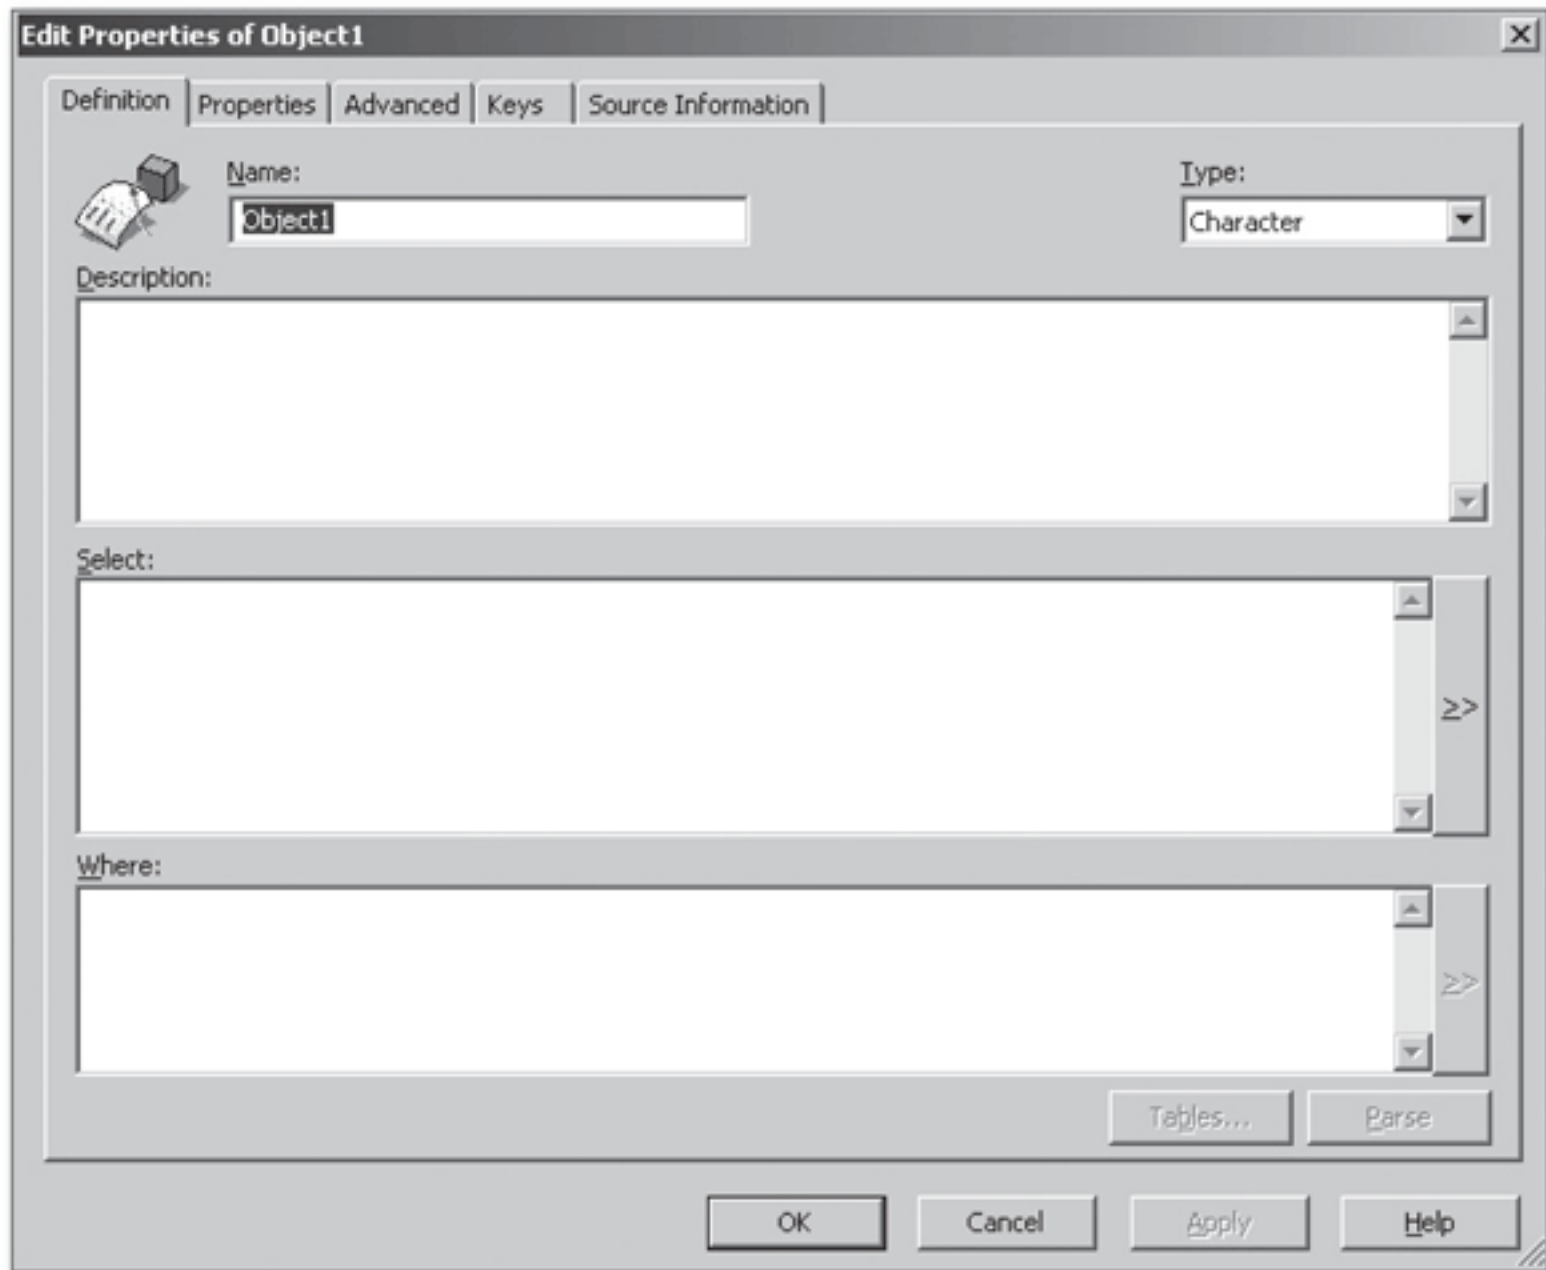 Edit Properties of Object1
Definition Properties Advanced Keys Source Information
Name: Type:
Object1 Character
Description:
Select:
>>
Where:
>>
Tables... Parse
OK Cancel Apply Help